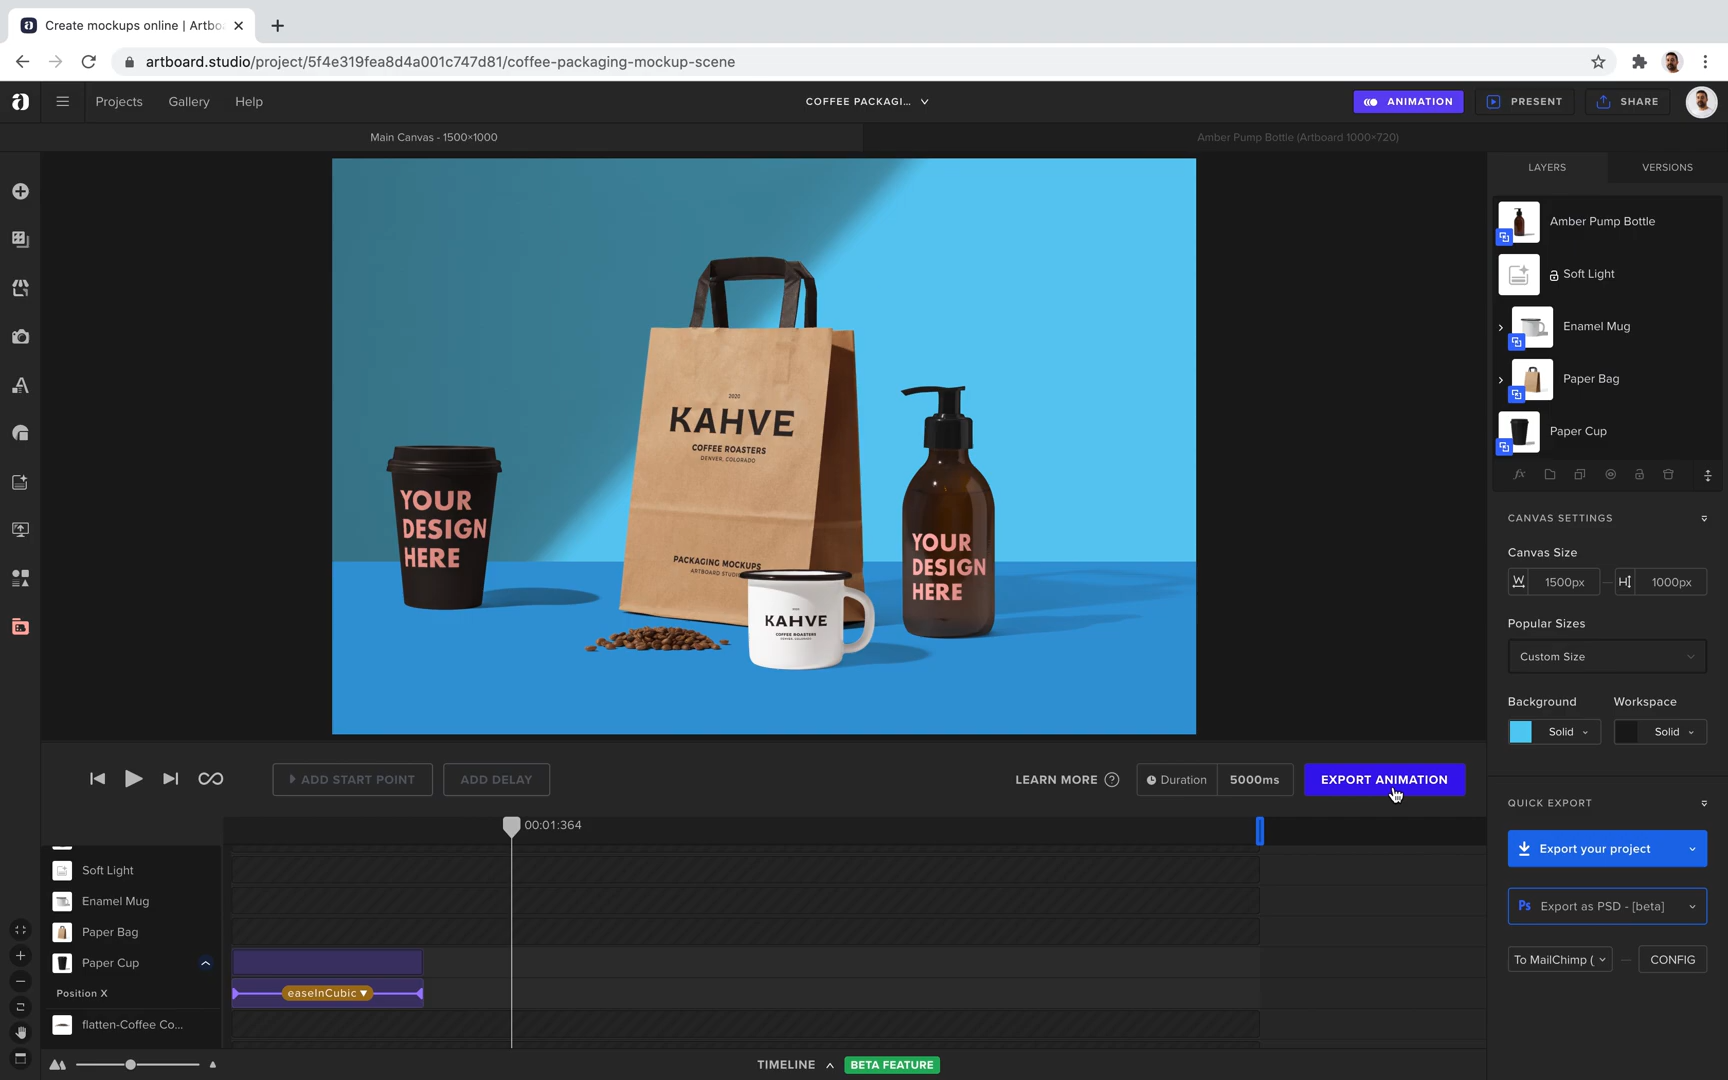 Create mockups online | Artbo
artboard.studio/project/5f4e319fea8d4a001c747d81/coffee-packaging-mockup-scene
Projects
Gallery
Help
COFFEE PACKAGI...
ANIMATION
PRESENT
SHARE
Main Canvas - 1500×1000
Amber Pump Bottle (Artboard 1000×720)
LAYERS
VERSIONS
Amber Pump Bottle
Soft Light
Enamel Mug
Paper Bag
Paper Cup
fx
CANVAS SETTINGS
Canvas Size
W 1500px
H 1000px
Popular Sizes
Custom Size
Background
Workspace
Solid
Solid
QUICK EXPORT
Export your project
Ps Export as PSD - [beta]
To MailChimp (
CONFIG
2022
KAHVE
COFFEE ROASTERS
DENVER, COLORADO
PACKAGING MOCKUPS
YOUR
DESIGN
HERE
KAHVE
COFFEE ROASTERS
YOUR
DESIGN
HERE
ADD START POINT
ADD DELAY
LEARN MORE ?
Duration
5000ms
EXPORT ANIMATION
00:01:364
Soft Light
Enamel Mug
Paper Bag
Paper Cup
Position X
easeInCubic
flatten-Coffee Co...
TIMELINE
BETA FEATURE